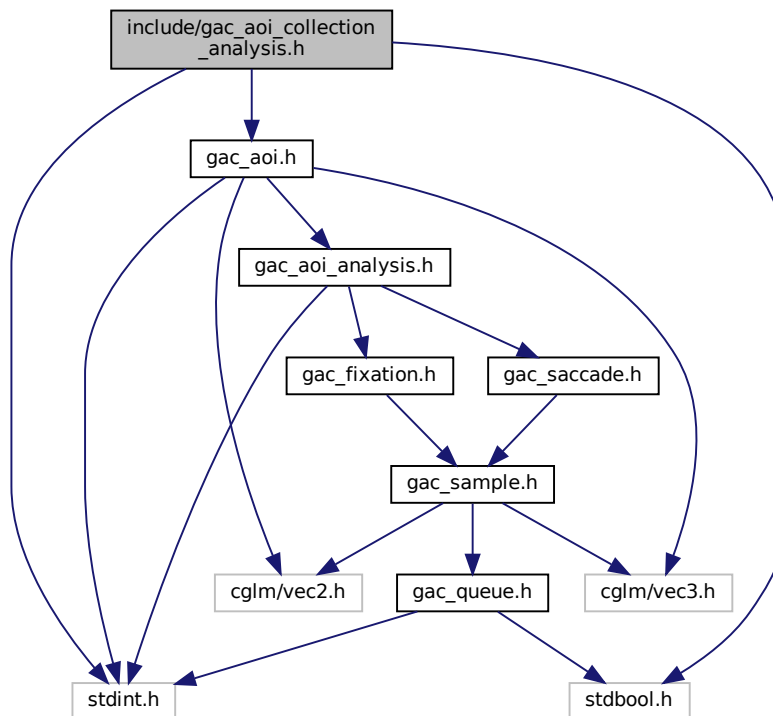 include/gac_aoi_collection
_analysis.h
gac_aoi.h
gac_aoi_analysis.h
gac_fixation.h
gac_saccade.h
gac_sample.h
cglm/vec2.h
gac_queue.h
cglm/vec3.h
stdint.h
stdbool.h